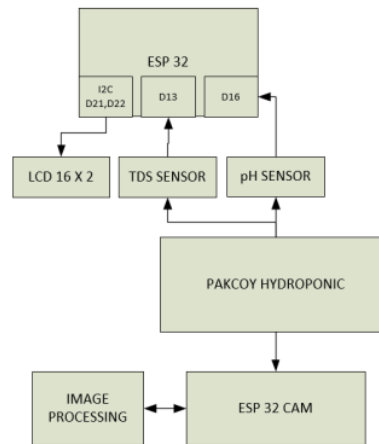 ESP 32
I2C
D21,D22
D13
D16
LCD 16 X 2
TDS SENSOR
pH SENSOR
PAKCOY HYDROPONIC
IMAGE
PROCESSING
ESP 32 CAM